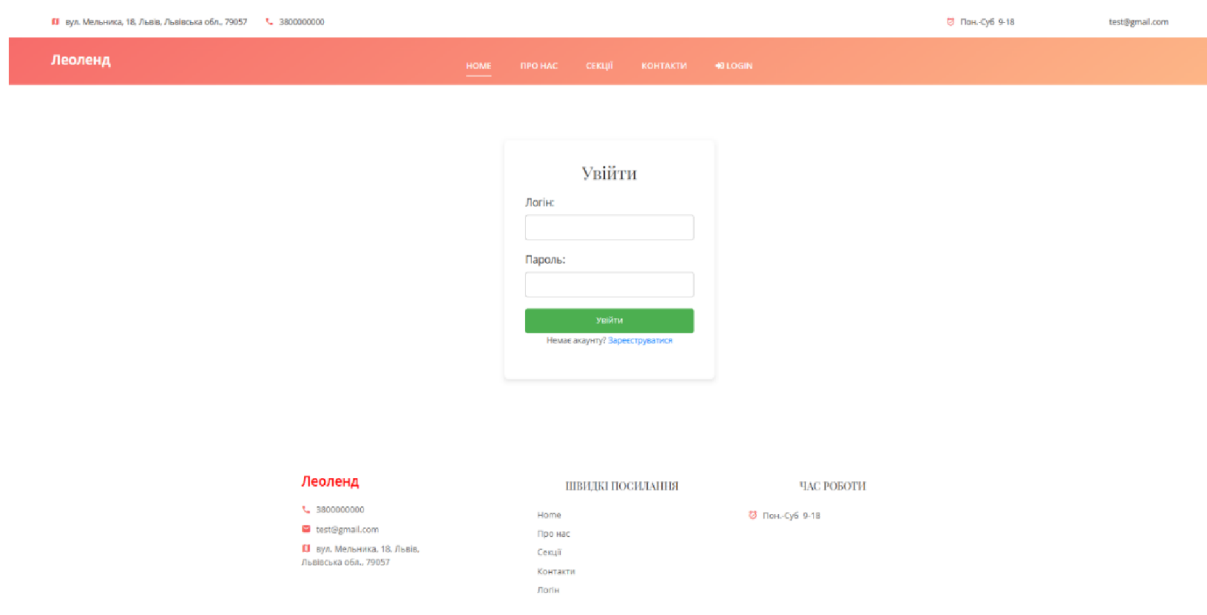 вул. Мельника, 18, Львів, Львівська обл., 79057 3800000000 Пон.-Суб 9-18 test@gmail.com
Леоленд HOME ПРО НАС СЕКЦІЇ КОНТАКТИ LOGIN
Увійти
Логін:
Пароль:
Увійти
Немає акаунту? Зареєструватися
Леоленд
3800000000
test@gmail.com
вул. Мельника, 18, Львів,
Львівська обл., 79057
ШВИДКІ ПОСИЛАННЯ
Home
Про нас
Секції
Контакти
Логін
ЧАС РОБОТИ
Пон.-Суб 9-18